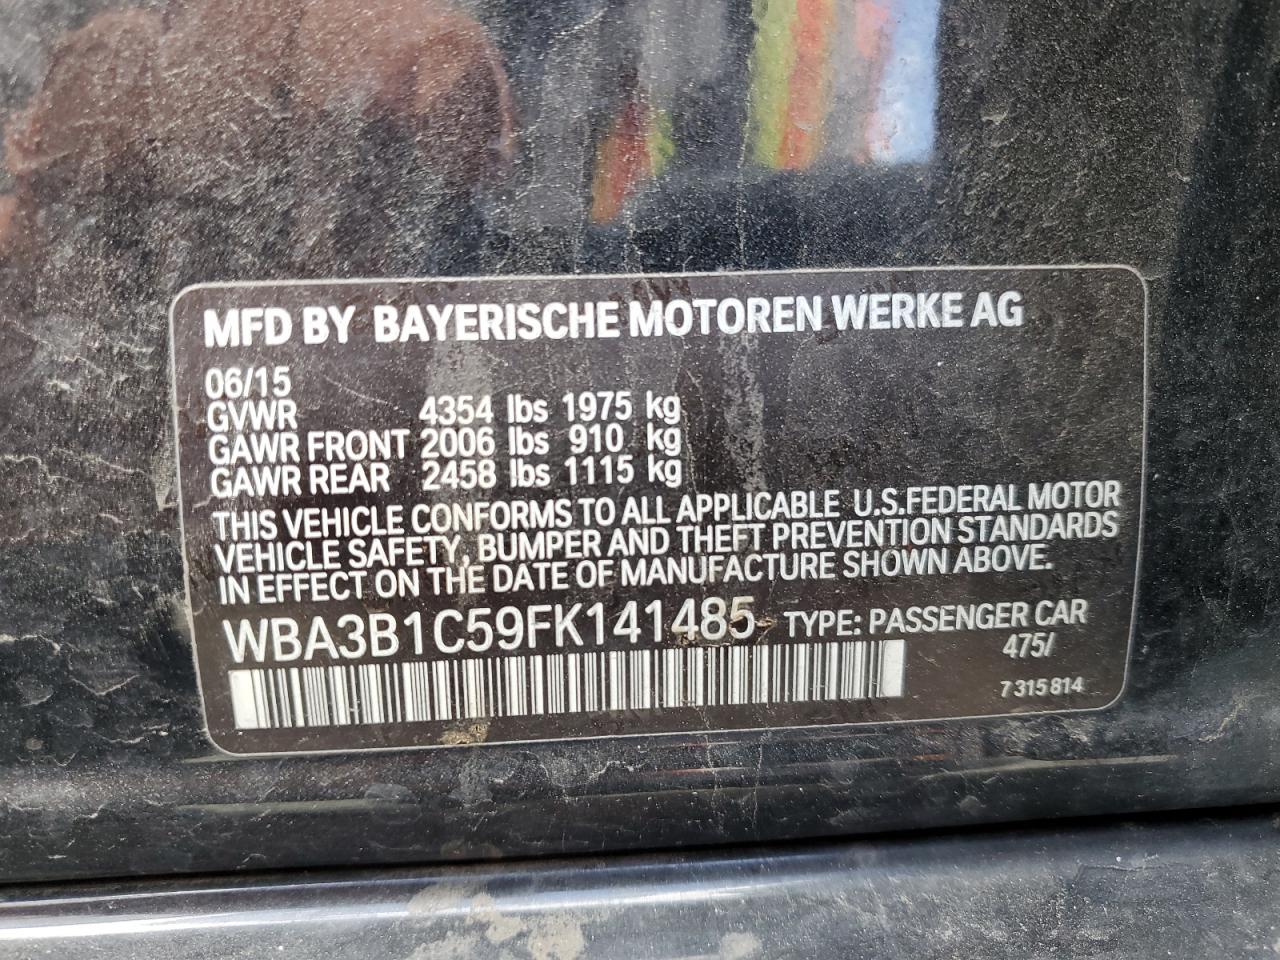 MFD BY BAYERISCHE MOTOREN WERKE AG
06/15
GVWR 4354 lbs 1975 kg
GAWR FRONT 2006 lbs 910 kg
GAWR REAR 2458 lbs 1115 kg
THIS VEHICLE CONFORMS TO ALL APPLICABLE U.S.FEDERAL MOTOR
VEHICLE SAFETY, BUMPER AND THEFT PREVENTION STANDARDS
IN EFFECT ON THE DATE OF MANUFACTURE SHOWN ABOVE.
WBA3B1C59FK141485 TYPE: PASSENGER CAR
475/
7 315 814